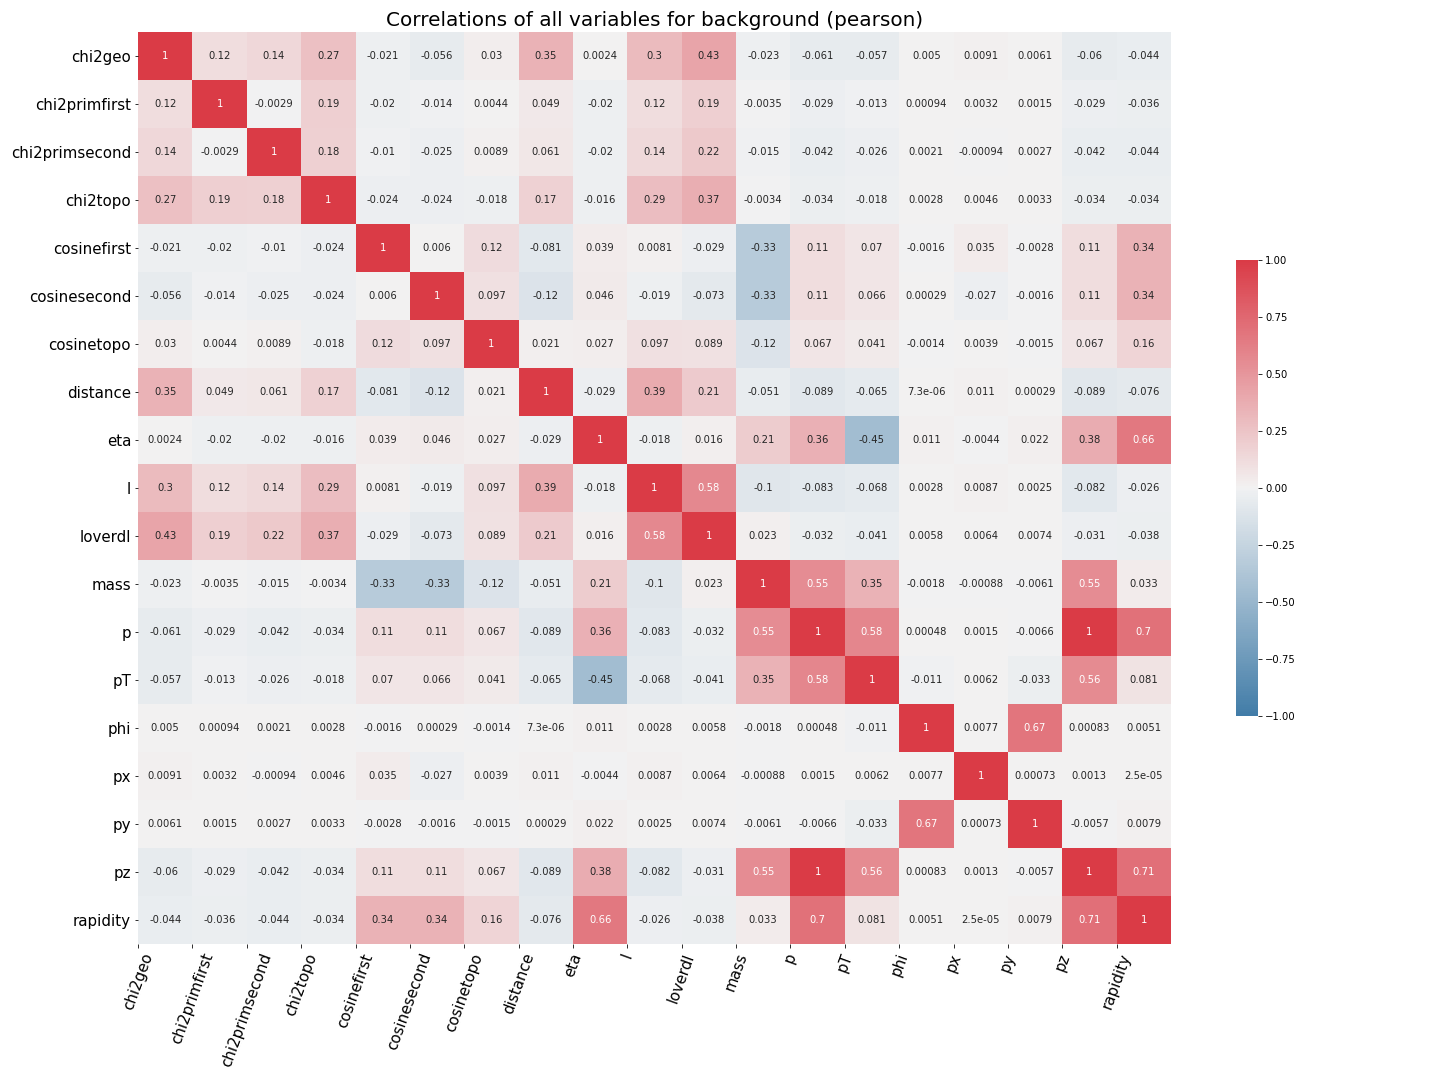 Correlations of all variables for background (pearson)
chi2geo 1 0.12 0.14 0.27 -0.021 -0.056 0.03 0.35 0.0024 0.3 0.43 -0.023 -0.061 -0.057 0.005 0.0091 0.0061 -0.06 -0.044
chi2primfirst 0.12 1 -0.0029 0.19 -0.02 -0.014 0.0044 0.049 -0.02 0.12 0.19 -0.0035 -0.029 -0.013 0.00094 0.0032 0.0015 -0.029 -0.036
chi2primsecond 0.14 -0.0029 1 0.18 -0.01 -0.025 0.0089 0.061 -0.02 0.14 0.22 -0.015 -0.042 -0.026 0.0021 -0.00094 0.0027 -0.042 -0.044
chi2topo 0.27 0.19 0.18 1 -0.024 -0.024 -0.018 0.17 -0.016 0.29 0.37 -0.0034 -0.034 -0.018 0.0028 0.0046 0.0033 -0.034 -0.034
cosinefirst -0.021 -0.02 -0.01 -0.024 1 0.006 0.12 -0.081 0.039 0.0081 -0.029 -0.33 0.11 0.07 -0.0016 0.035 -0.0028 0.11 0.34
cosinesecond -0.056 -0.014 -0.025 -0.024 0.006 1 0.097 -0.12 0.046 -0.019 -0.073 -0.33 0.11 0.066 0.00029 -0.027 -0.0016 0.11 0.34
cosinetopo 0.03 0.0044 0.0089 -0.018 0.12 0.097 1 0.021 0.027 0.097 0.089 -0.12 0.067 0.041 -0.0014 0.0039 -0.0015 0.067 0.16
distance 0.35 0.049 0.061 0.17 -0.081 -0.12 0.021 1 -0.029 0.39 0.21 -0.051 -0.089 -0.065 7.3e-06 0.011 0.00029 -0.089 -0.076
eta 0.0024 -0.02 -0.02 -0.016 0.039 0.046 0.027 -0.029 1 -0.018 0.016 0.21 0.36 -0.45 0.011 -0.0044 0.022 0.38 0.66
l 0.3 0.12 0.14 0.29 0.0081 -0.019 0.097 0.39 -0.018 1 0.58 -0.1 -0.083 -0.068 0.0028 0.0087 0.0025 -0.082 -0.026
loverdl 0.43 0.19 0.22 0.37 -0.029 -0.073 0.089 0.21 0.016 0.58 1 0.023 -0.032 -0.041 0.0058 0.0064 0.0074 -0.031 -0.038
mass -0.023 -0.0035 -0.015 -0.0034 -0.33 -0.33 -0.12 -0.051 0.21 -0.1 0.023 1 0.55 0.35 -0.0018 -0.00088 -0.0061 0.55 0.033
p -0.061 -0.029 -0.042 -0.034 0.11 0.11 0.067 -0.089 0.36 -0.083 -0.032 0.55 1 0.58 0.00048 0.0015 -0.0066 1 0.7
pT -0.057 -0.013 -0.026 -0.018 0.07 0.066 0.041 -0.065 -0.45 -0.068 -0.041 0.35 0.58 1 -0.011 0.0062 -0.033 0.56 0.081
phi 0.005 0.00094 0.0021 0.0028 -0.0016 0.00029 -0.0014 7.3e-06 0.011 0.0028 0.0058 -0.0018 0.00048 -0.011 1 0.0077 0.67 0.00083 0.0051
px 0.0091 0.0032 -0.00094 0.0046 0.035 -0.027 0.0039 0.011 -0.0044 0.0087 0.0064 -0.00088 0.0015 0.0062 0.0077 1 0.00073 0.0013 2.5e-05
py 0.0061 0.0015 0.0027 0.0033 -0.0028 -0.0016 -0.0015 0.00029 0.022 0.0025 0.0074 -0.0061 -0.0066 -0.033 0.67 0.00073 1 -0.0057 0.0079
pz -0.06 -0.029 -0.042 -0.034 0.11 0.11 0.067 -0.089 0.38 -0.082 -0.031 0.55 1 0.56 0.00083 0.0013 -0.0057 1 0.71
rapidity -0.044 -0.036 -0.044 -0.034 0.34 0.34 0.16 -0.076 0.66 -0.026 -0.038 0.033 0.7 0.081 0.0051 2.5e-05 0.0079 0.71 1
chi2geo chi2primfirst chi2primsecond chi2topo cosinefirst cosinesecond cosinetopo distance eta l loverdl mass p pT phi px py pz rapidity
1.00
0.75
0.50
0.25
0.00
−0.25
−0.50
−0.75
−1.00